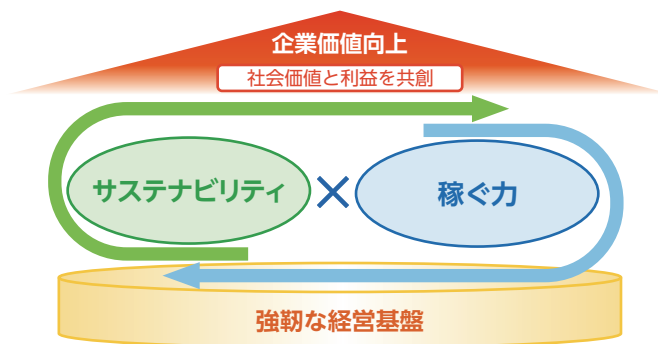 企業価値向上
社会価値と利益を共創
サステナビリティ
×
稼ぐ力
強靭な経営基盤